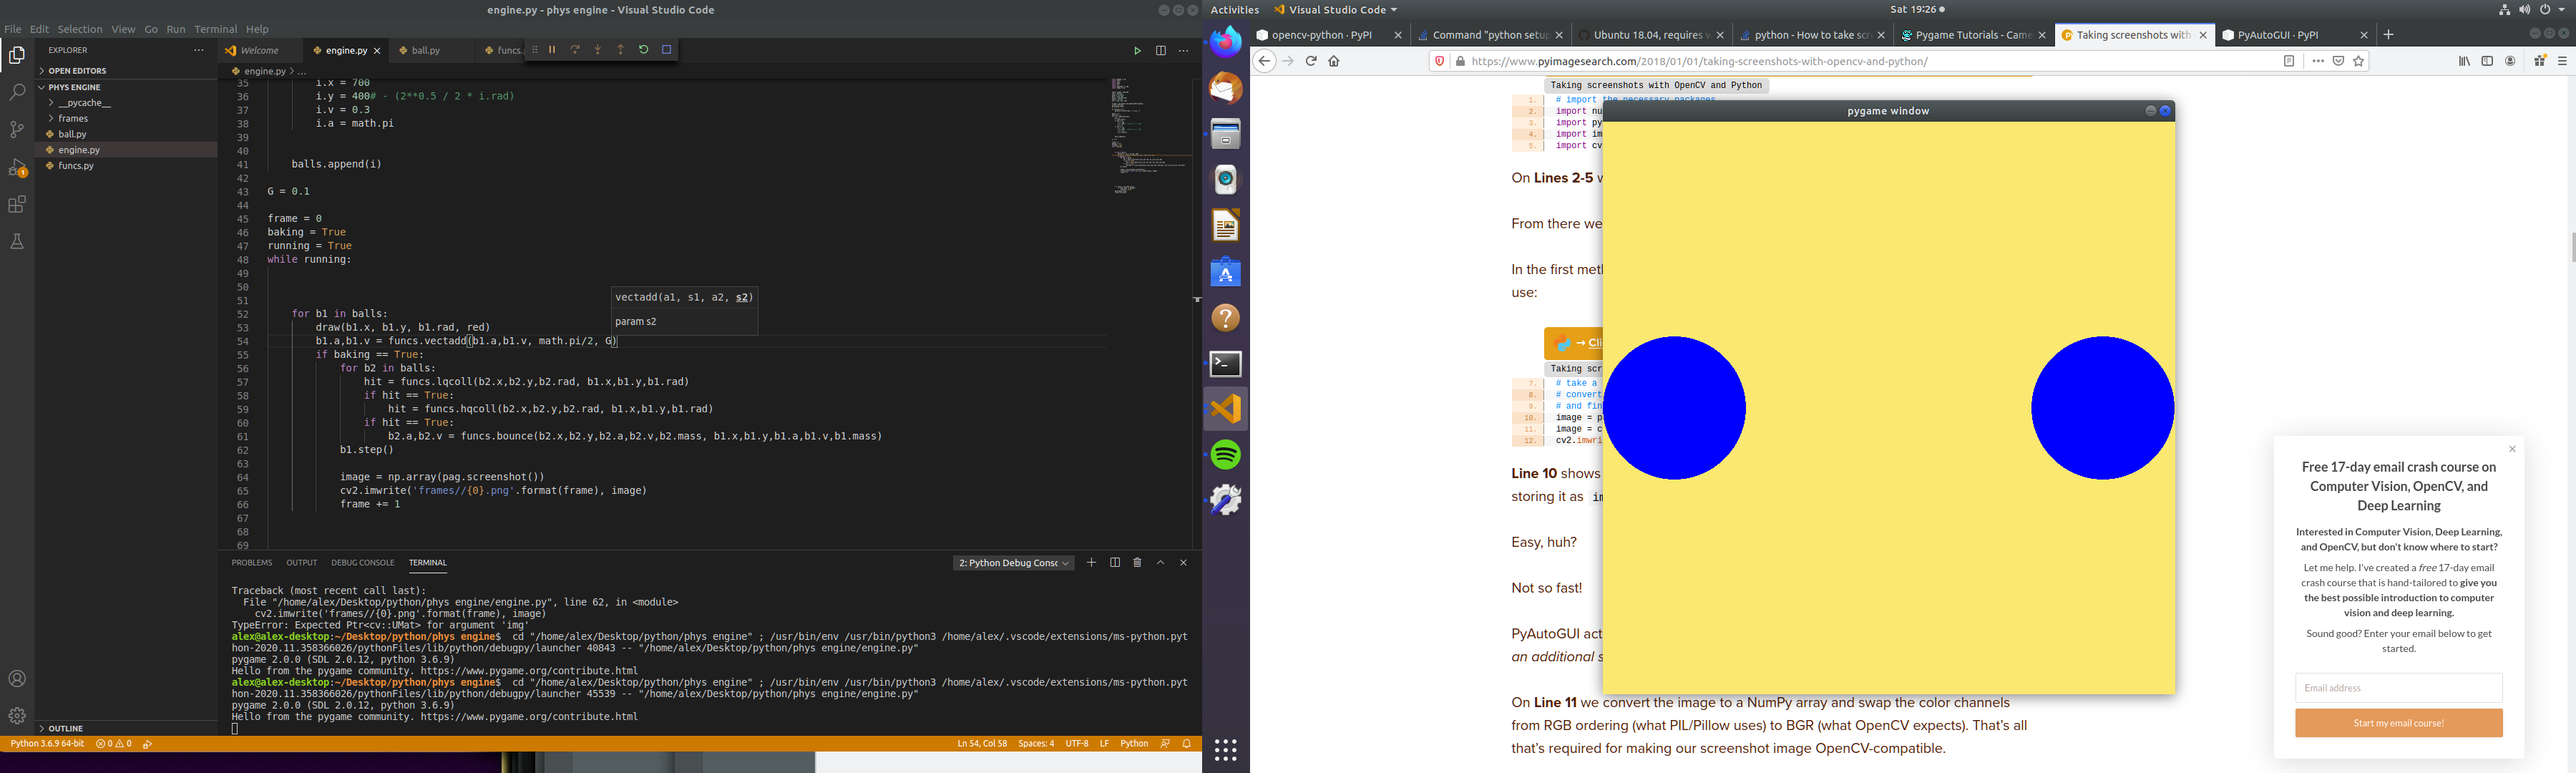 engine.py - phys engine - Visual Studio Code
File Edit Selection View Go Run Terminal Help
EXPLORER
OPEN EDITORS
PHYS ENGINE
__pycache__
frames
ball.py
engine.py
funcs.py
OUTLINE
Welcome
engine.py
ball.py
funcs.
engine.py > ...
35 i.x = 700
36 i.y = 400# - (2**0.5 / 2 * i.rad)
37 i.v = 0.3
38 i.a = math.pi
39
40
41 balls.append(i)
42
43 G = 0.1
44
45 frame = 0
46 baking = True
47 running = True
48 while running:
49
50
51
vectadd(a1, s1, a2, s2)
param s2
52 for b1 in balls:
53 draw(b1.x, b1.y, b1.rad, red)
54 b1.a,b1.v = funcs.vectadd(b1.a,b1.v, math.pi/2, G)
55 if baking == True:
56 for b2 in balls:
57 hit = funcs.lqcoll(b2.x,b2.y,b2.rad, b1.x,b1.y,b1.rad)
58 if hit == True:
59 hit = funcs.hqcoll(b2.x,b2.y,b2.rad, b1.x,b1.y,b1.rad)
60 if hit == True:
61 b2.a,b2.v = funcs.bounce(b2.x,b2.y,b2.a,b2.v,b2.mass, b1.x,b1.y,b1.a,b1.v,b1.mass)
62 b1.step()
63
64 image = np.array(pag.screenshot())
65 cv2.imwrite('frames//{0}.png'.format(frame), image)
66 frame += 1
67
68
69
PROBLEMS OUTPUT DEBUG CONSOLE TERMINAL
2: Python Debug Consc
Traceback (most recent call last):
File "/home/alex/Desktop/python/phys engine/engine.py", line 62, in <module>
cv2.imwrite('frames//{0}.png'.format(frame), image)
TypeError: Expected Ptr<cv::UMat> for argument 'img'
alex@alex-desktop:~/Desktop/python/phys engine$ cd "/home/alex/Desktop/python/phys engine" ; /usr/bin/env /usr/bin/python3 /home/alex/.vscode/extensions/ms-python.pyt
hon-2020.11.358366026/pythonFiles/lib/python/debugpy/launcher 40843 -- "/home/alex/Desktop/python/phys engine/engine.py"
pygame 2.0.0 (SDL 2.0.12, python 3.6.9)
Hello from the pygame community. https://www.pygame.org/contribute.html
alex@alex-desktop:~/Desktop/python/phys engine$ cd "/home/alex/Desktop/python/phys engine" ; /usr/bin/env /usr/bin/python3 /home/alex/.vscode/extensions/ms-python.pyt
hon-2020.11.358366026/pythonFiles/lib/python/debugpy/launcher 45539 -- "/home/alex/Desktop/python/phys engine/engine.py"
pygame 2.0.0 (SDL 2.0.12, python 3.6.9)
Hello from the pygame community. https://www.pygame.org/contribute.html
Python 3.6.9 64-bit 0 0
Ln 54, Col 58 Spaces: 4 UTF-8 LF Python
Activities Visual Studio Code Sat 19:26
opencv-python · PyPI
Command "python setup
Ubuntu 18.04, requires
python - How to take scr
Pygame Tutorials - Came
Taking screenshots with
PyAutoGUI · PyPI
https://www.pyimagesearch.com/2018/01/01/taking-screenshots-with-opencv-and-python/
Taking screenshots with OpenCV and Python
1. # import the necessary packages
2. import nu
3. import py
4. import im
5. import cv
On Lines 2-5 w
From there we
In the first meth
use:
→ Cli
Taking scr
7. # take a
8. # convert
9. # and fin
10. image = p
11. image = c
12. cv2.imwri
Line 10 shows
storing it as im
Easy, huh?
Not so fast!
PyAutoGUI act
an additional s
On Line 11 we convert the image to a NumPy array and swap the color channels
from RGB ordering (what PIL/Pillow uses) to BGR (what OpenCV expects). That's all
that's required for making our screenshot image OpenCV-compatible.
pygame window
Free 17-day email crash course on
Computer Vision, OpenCV, and
Deep Learning
Interested in Computer Vision, Deep Learning,
and OpenCV, but don't know where to start?
Let me help. I've created a free 17-day email
crash course that is hand-tailored to give you
the best possible introduction to computer
vision and deep learning.
Sound good? Enter your email below to get
started.
Email address
Start my email course!